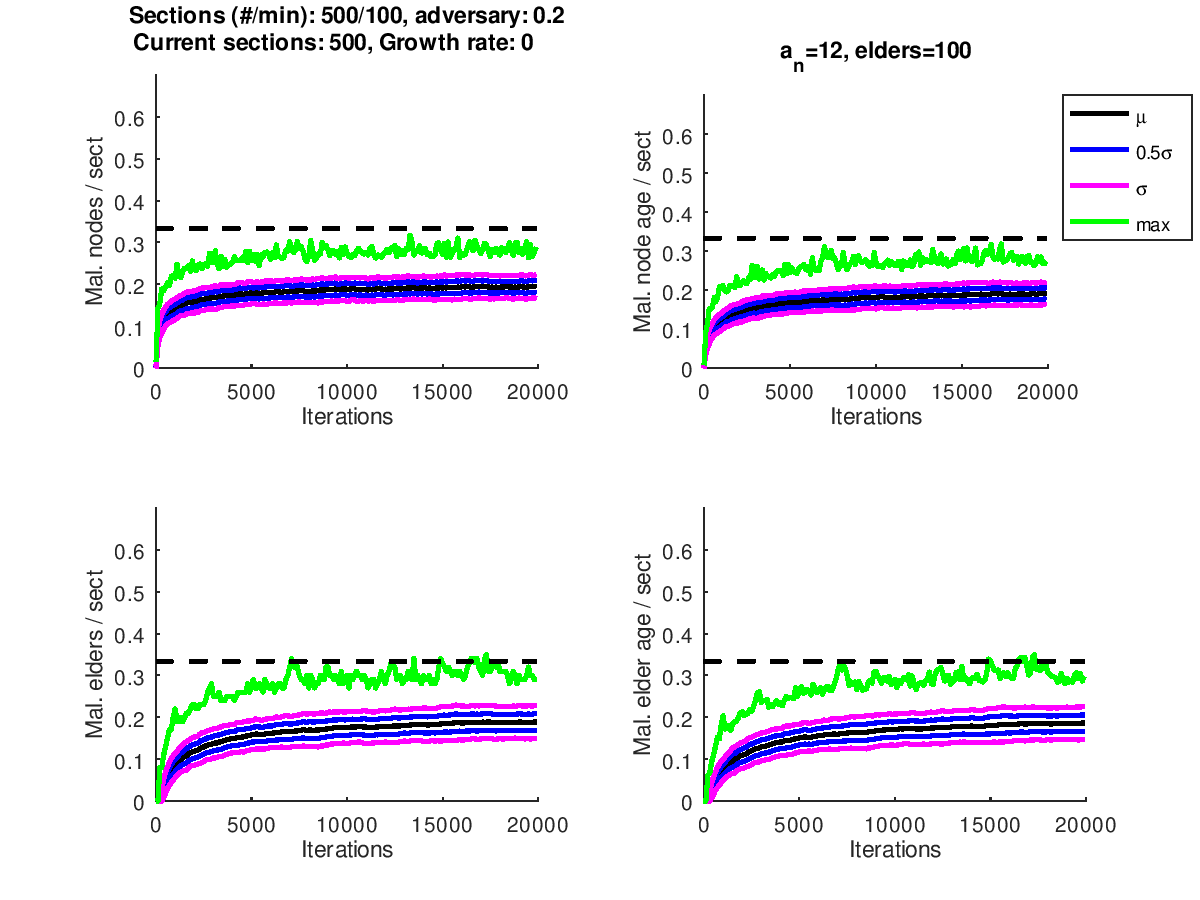 Sections (#/min): 500/100, adversary: 0.2
Current sections: 500, Growth rate: 0
Mal. nodes / sect
0.6
0.5
0.4
0.3
0.2
0.1
0
0 5000 10000 15000 20000
Iterations
an=12, elders=100
Mal. node age / sect
0.6
0.5
0.4
0.3
0.2
0.1
0
0 5000 10000 15000 20000
Iterations
μ
0.5σ
σ
max
Mal. elders / sect
0.6
0.5
0.4
0.3
0.2
0.1
0
0 5000 10000 15000 20000
Iterations
Mal. elder age / sect
0.6
0.5
0.4
0.3
0.2
0.1
0
0 5000 10000 15000 20000
Iterations